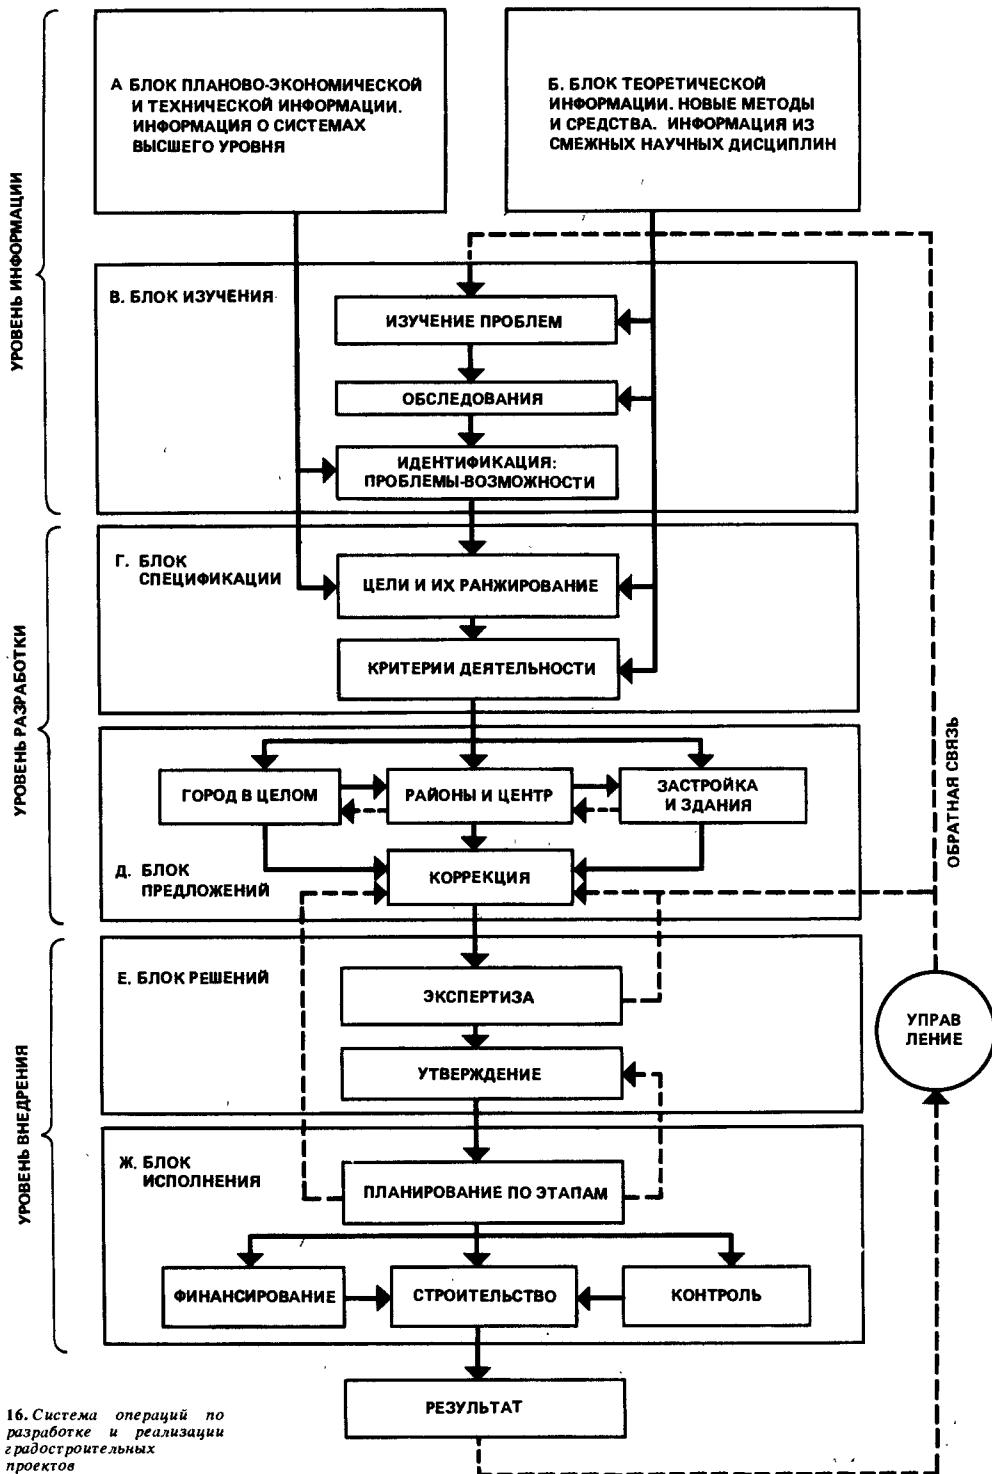 А БЛОК ПЛАНОВО-ЭКОНОМИЧЕСКОЙ
И ТЕХНИЧЕСКОЙ ИНФОРМАЦИИ.
ИНФОРМАЦИЯ О СИСТЕМАХ
ВЫСШЕГО УРОВНЯ
Б. БЛОК ТЕОРЕТИЧЕСКОЙ
ИНФОРМАЦИИ. НОВЫЕ МЕТОДЫ
И СРЕДСТВА. ИНФОРМАЦИЯ ИЗ
СМЕЖНЫХ НАУЧНЫХ ДИСЦИПЛИН
УРОВЕНЬ ИНФОРМАЦИИ
В. БЛОК ИЗУЧЕНИЯ
ИЗУЧЕНИЕ ПРОБЛЕМ
ОБСЛЕДОВАНИЯ
ИДЕНТИФИКАЦИЯ:
ПРОБЛЕМЫ-ВОЗМОЖНОСТИ
УРОВЕНЬ РАЗРАБОТКИ
Г. БЛОК
СПЕЦИФИКАЦИИ
ЦЕЛИ И ИХ РАНЖИРОВАНИЕ
КРИТЕРИИ ДЕЯТЕЛЬНОСТИ
ГОРОД В ЦЕЛОМ
РАЙОНЫ И ЦЕНТР
ЗАСТРОЙКА
И ЗДАНИЯ
Д. БЛОК
ПРЕДЛОЖЕНИЙ
КОРРЕКЦИЯ
ОБРАТНАЯ СВЯЗЬ
УРОВЕНЬ ВНЕДРЕНИЯ
Е. БЛОК РЕШЕНИЙ
ЭКСПЕРТИЗА
УТВЕРЖДЕНИЕ
УПРАВ
ЛЕНИЕ
Ж. БЛОК
ИСПОЛНЕНИЯ
ПЛАНИРОВАНИЕ ПО ЭТАПАМ
ФИНАНСИРОВАНИЕ
СТРОИТЕЛЬСТВО
КОНТРОЛЬ
РЕЗУЛЬТАТ
16. Система операций по
разработке и реализации
градостроительных
проектов